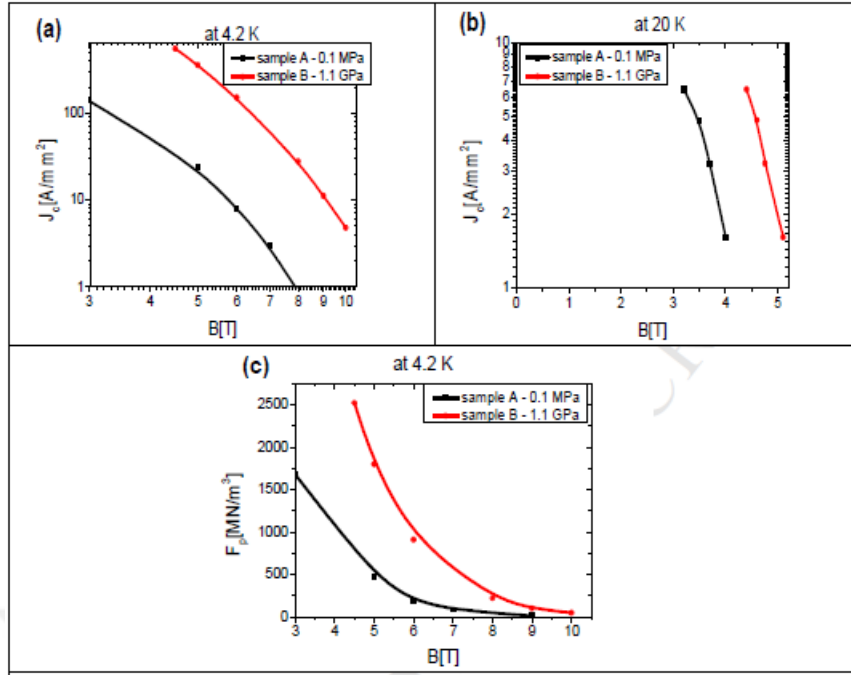 (a)
at 4.2 K
sample A - 0.1 MPa
sample B - 1.1 GPa
100
10
1
J_c[A/mm²]
3 4 5 6 7 8 9 10
B[T]
(b)
at 20 K
sample A - 0.1 MPa
sample B - 1.1 GPa
10
9
8
7
6
5
4
3
2
1
J_c[A/mm²]
0 1 2 3 4 5
B[T]
(c)
at 4.2 K
sample A - 0.1 MPa
sample B - 1.1 GPa
2500
2000
1500
1000
500
0
F_p[MN/m³]
3 4 5 6 7 8 9 10
B[T]